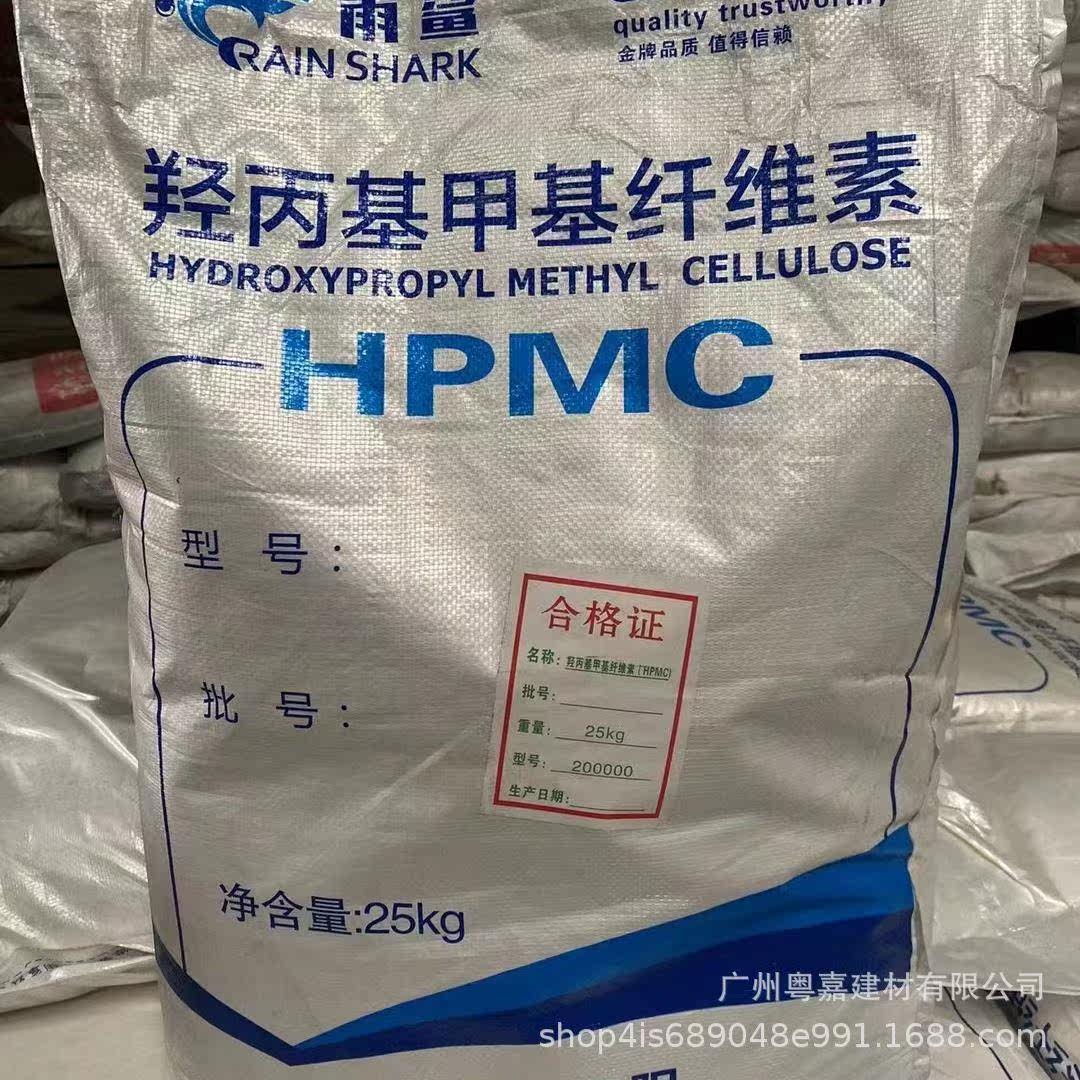 雨鲨
RAIN SHARK
quality trustworthy
金牌品质 值得信赖
羟丙基甲基纤维素
HYDROXYPROPYL METHYL CELLULOSE
HPMC
型 号：
批 号：
合格证
名称：羟丙基甲基纤维素（HPMC）
批号：
重量：25kg
型号：200000
生产日期：
净含量:25kg
HPMC
广州粤嘉建材有限公司
shop4is689048e991.1688.com